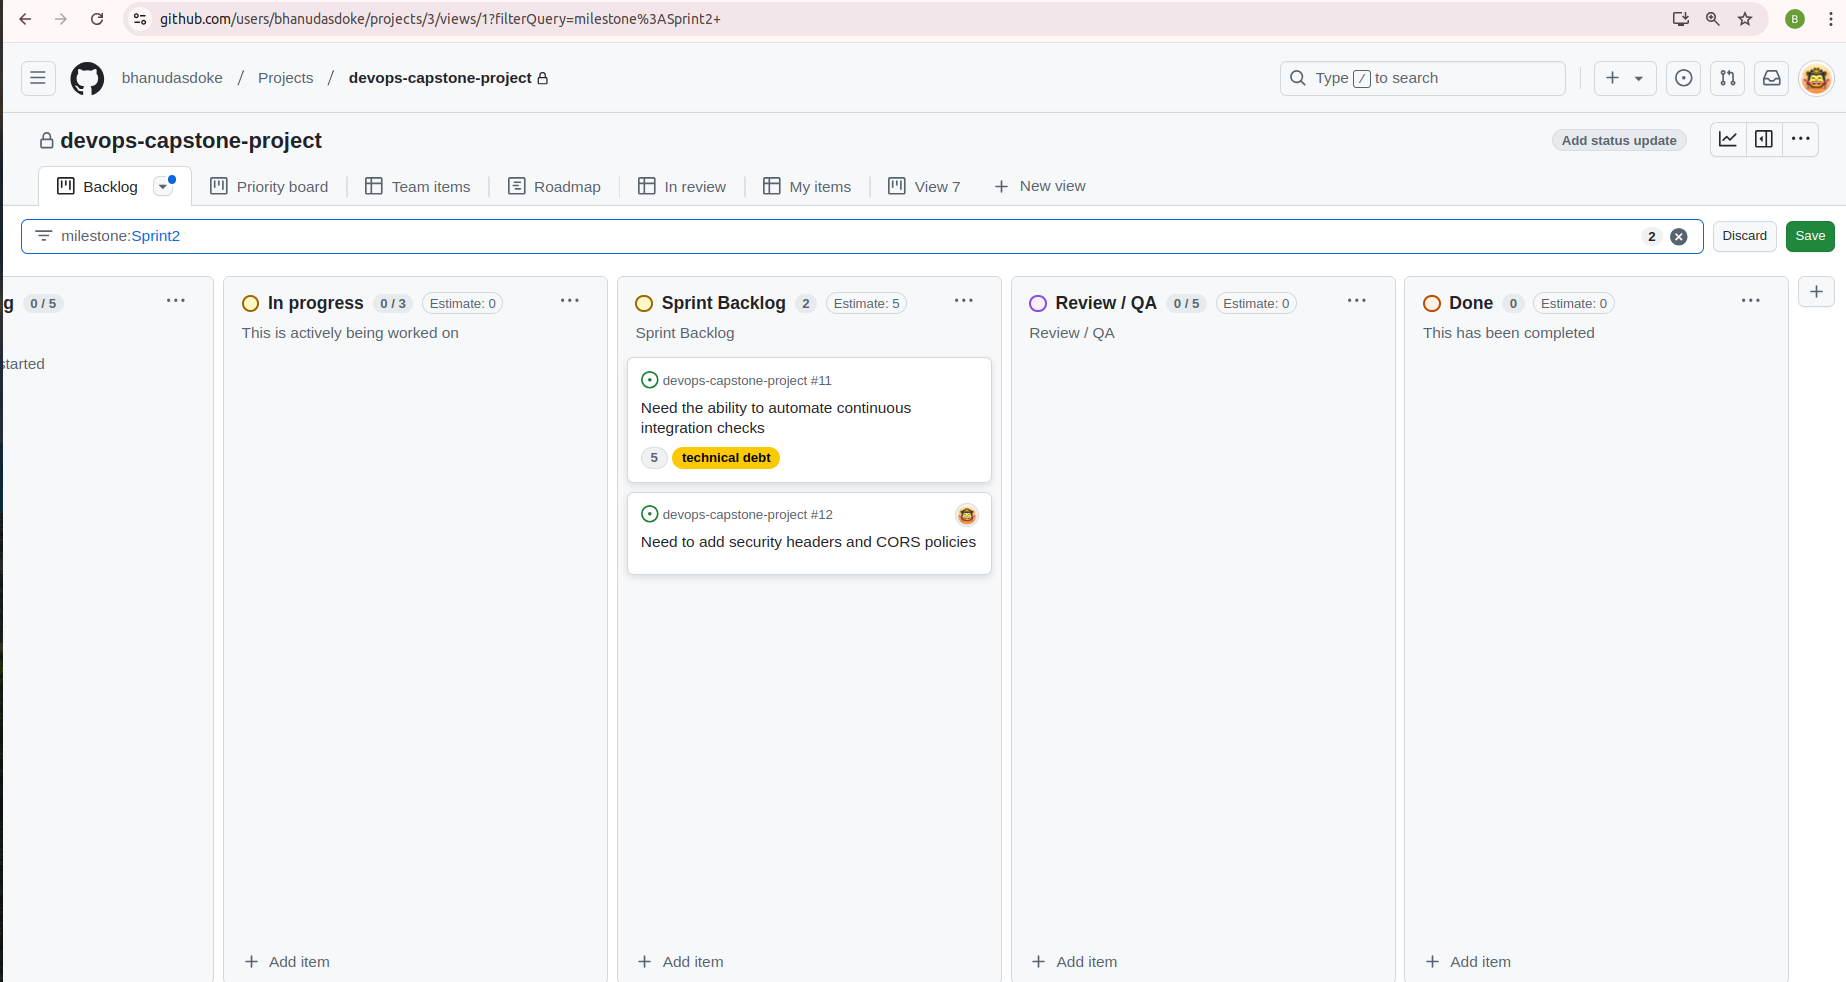 github.com/users/bhanudasdoke/projects/3/views/1?filterQuery=milestone%3ASprint2+
B
bhanudasdoke / Projects / devops-capstone-project
Type / to search
devops-capstone-project
Add status update
Backlog
Priority board
Team items
Roadmap
In review
My items
View 7
New view
milestone:Sprint2
2
Discard
Save
g 0 / 5
started
In progress 0 / 3 Estimate: 0
This is actively being worked on
Add item
Sprint Backlog 2 Estimate: 5
Sprint Backlog
devops-capstone-project #11
Need the ability to automate continuous
integration checks
5 technical debt
devops-capstone-project #12
Need to add security headers and CORS policies
Add item
Review / QA 0 / 5 Estimate: 0
Review / QA
Add item
Done 0 Estimate: 0
This has been completed
Add item